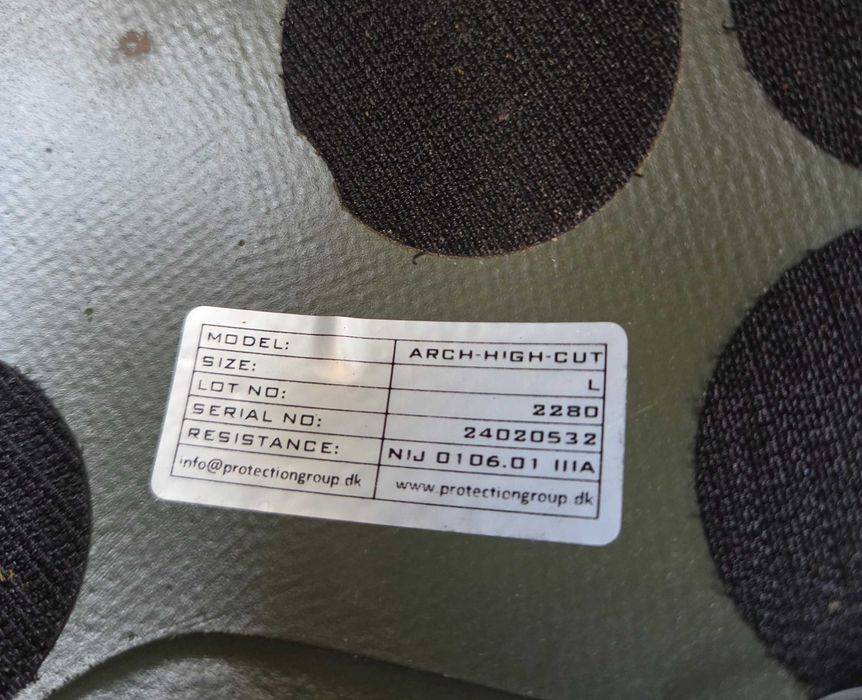 MODEL: ARCH-HIGH-CUT
SIZE: L
LOT NO: 2280
SERIAL NO: 24020532
RESISTANCE: NIJ 0106.01 IIIA
info@protectiongroup.dk www.protectiongroup.dk